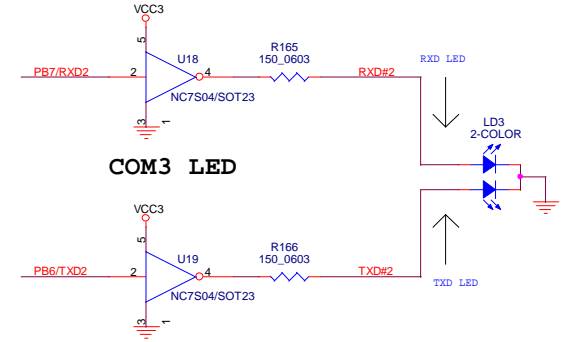 VCC3
5
U18
R165
150_0603
RXD LED
PB7/RXD2
2
4
RXD#2
NC7S04/SOT23
3
1
LD3
2-COLOR
COM3 LED
VCC3
5
U19
R166
150_0603
PB6/TXD2
2
4
TXD#2
TXD LED
NC7S04/SOT23
3
1